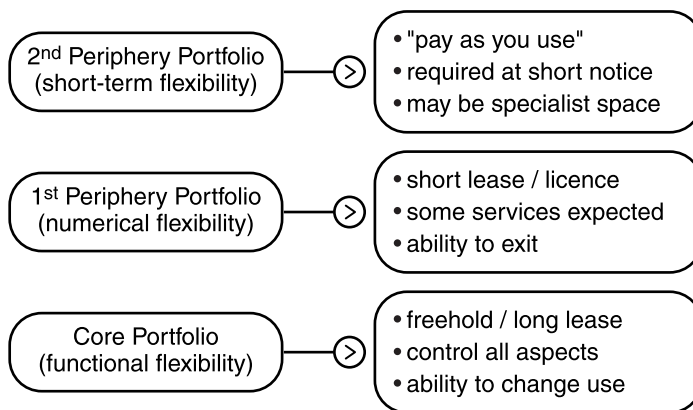 2nd Periphery Portfolio
(short-term flexibility)
• "pay as you use"
• required at short notice
• may be specialist space
1st Periphery Portfolio
(numerical flexibility)
• short lease / licence
• some services expected
• ability to exit
Core Portfolio
(functional flexibility)
• freehold / long lease
• control all aspects
• ability to change use